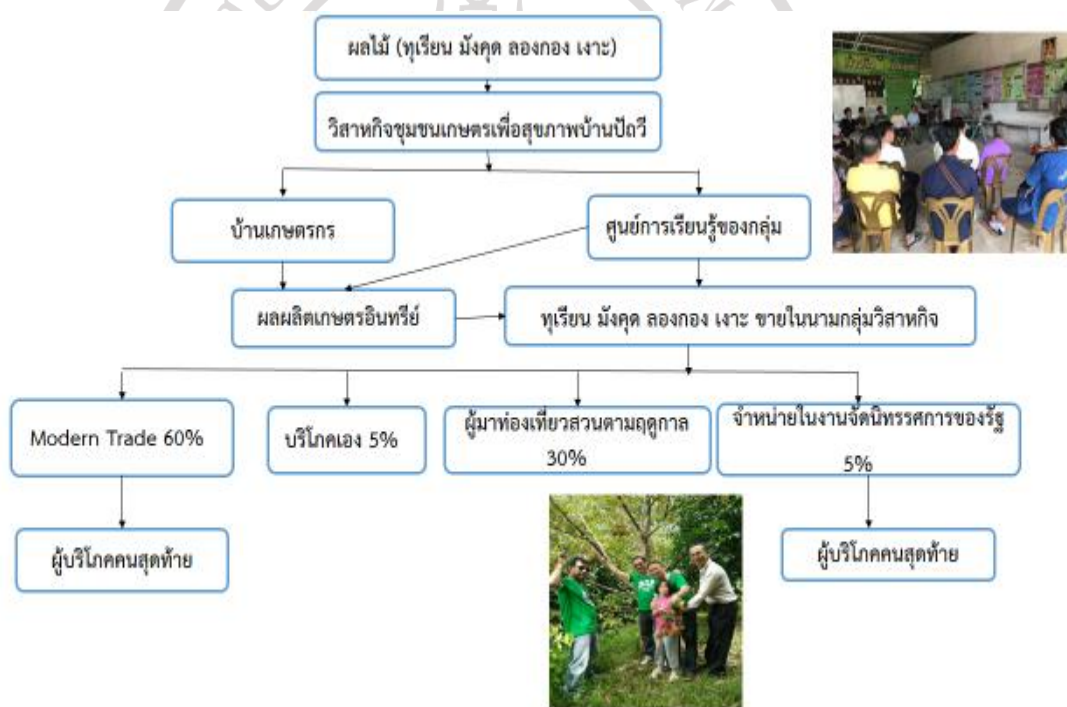 ผลไม้ (ทุเรียน มังคุด ลองกอง เงาะ)
วิสาหกิจชุมชนเกษตรเพื่อสุขภาพบ้านปัถวี
บ้านเกษตรกร
ศูนย์การเรียนรู้ของกลุ่ม
ผลผลิตเกษตรอินทรีย์
ทุเรียน มังคุด ลองกอง เงาะ ขายในนามกลุ่มวิสาหกิจ
Modern Trade 60%
บริโภคเอง 5%
ผู้มาท่องเที่ยวสวนตามฤดูกาล
30%
จำหน่ายในงานจัดนิทรรศการของรัฐ
5%
ผู้บริโภคคนสุดท้าย
ผู้บริโภคคนสุดท้าย